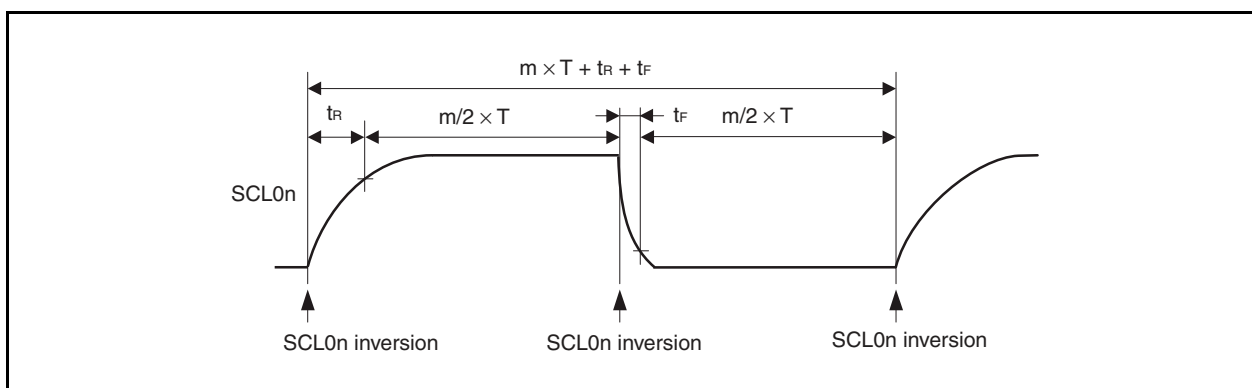 m × T + tR + tF
tR
m/2 × T
tF
m/2 × T
SCL0n
SCL0n inversion
SCL0n inversion
SCL0n inversion